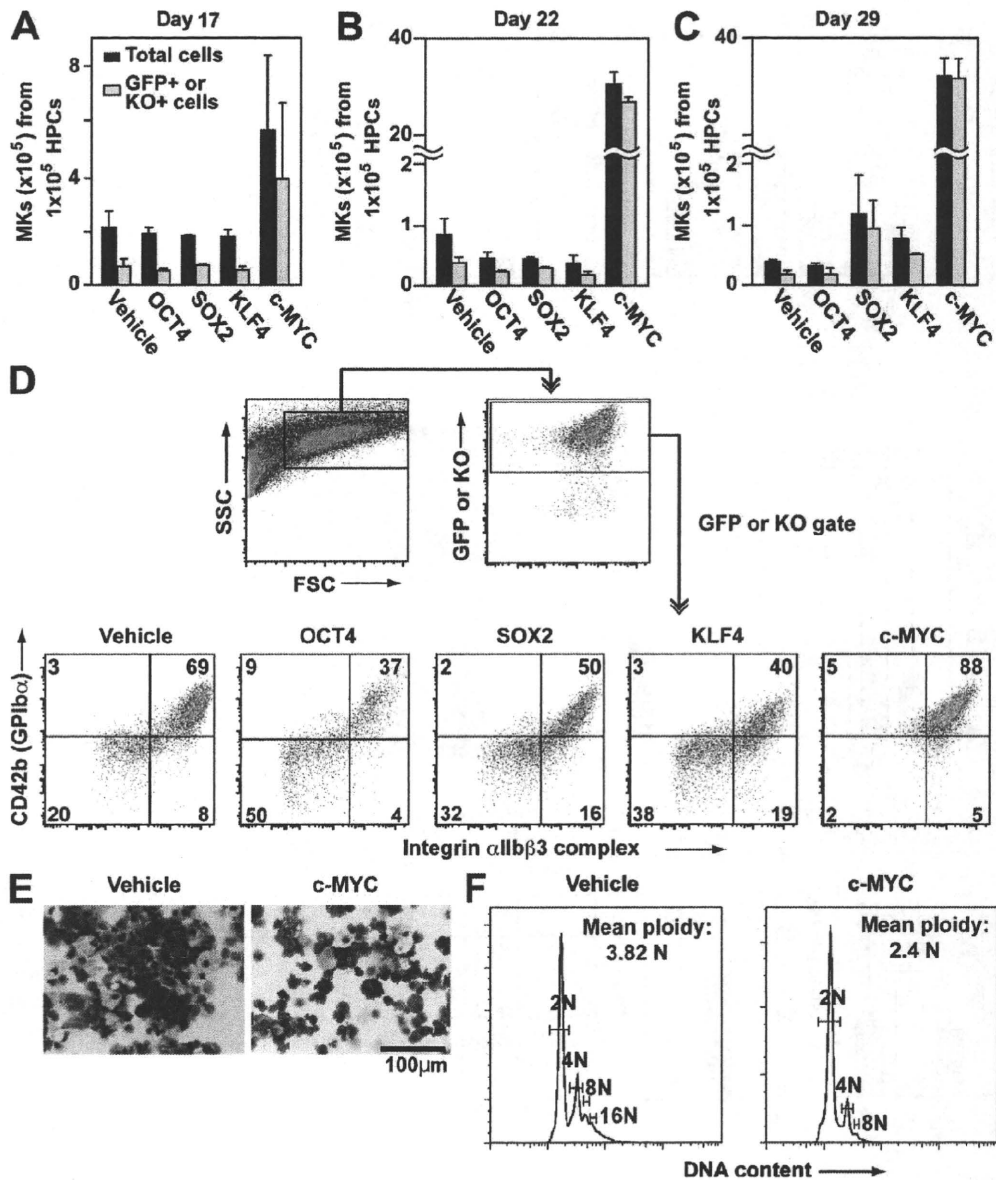 A
Day 17
B
Day 22
C
Day 29
MKs (x10⁵) from
1x10⁵ HPCs
8
4
0
Total cells
GFP+ or
KO+ cells
Vehicle
OCT4
SOX2
KLF4
c-MYC
MKs (x10⁵) from
1x10⁵ HPCs
40
20
2
1
0
Vehicle
OCT4
SOX2
KLF4
c-MYC
MKs (x10⁵) from
1x10⁵ HPCs
40
2
1
0
Vehicle
OCT4
SOX2
KLF4
c-MYC
D
SSC
FSC
GFP or KO
GFP or KO gate
Vehicle
OCT4
SOX2
KLF4
c-MYC
CD42b (GPIbα)
3
69
20
8
9
37
50
4
2
50
32
16
3
40
38
19
5
88
2
5
Integrin αIIbβ3 complex
E
Vehicle
c-MYC
100µm
F
Vehicle
Mean ploidy:
3.82 N
2N
4N
8N
16N
c-MYC
Mean ploidy:
2.4 N
2N
4N
8N
DNA content